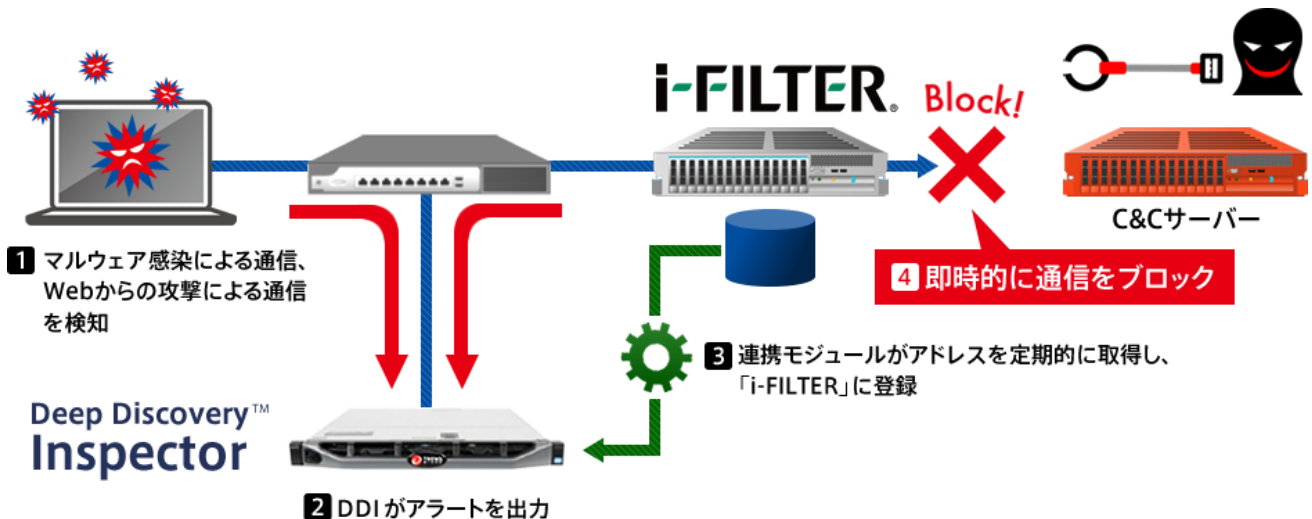 i-FILTER®
Block!
C&Cサーバー
1 マルウェア感染による通信、
Webからの攻撃による通信
を検知
4 即時的に通信をブロック
3 連携モジュールがアドレスを定期的に取得し、
「i-FILTER」に登録
Deep Discovery™
Inspector
TREND
2 DDIがアラートを出力